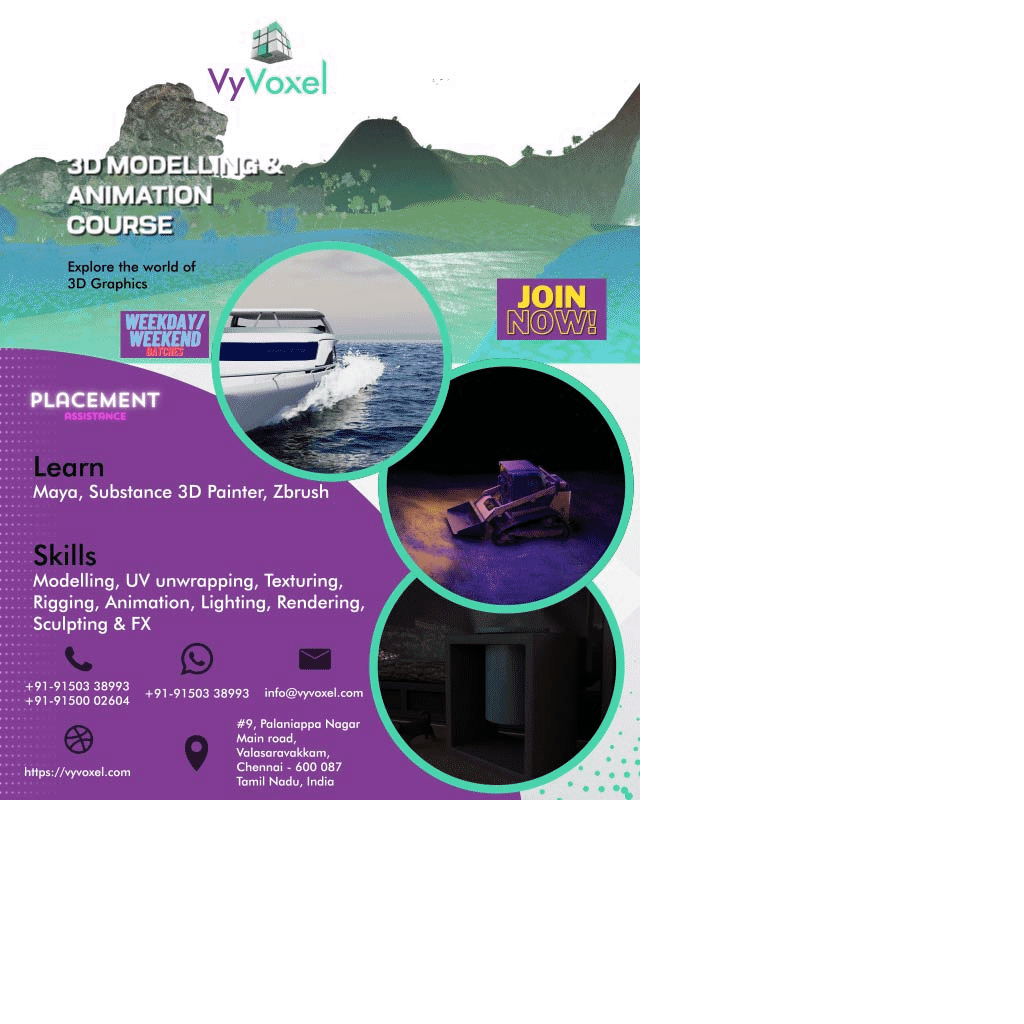 VyVoxel
3D MODELLING &
ANIMATION
COURSE
Explore the world of
3D Graphics
WEEKDAY/
WEEKEND
BATCHES
JOIN
NOW!
PLACEMENT
ASSISTANCE
Learn
Maya, Substance 3D Painter, Zbrush
Skills
Modelling, UV unwrapping, Texturing,
Rigging, Animation, Lighting, Rendering,
Sculpting & FX
+91-91503 38993
+91-91500 02604
+91-91503 38993
info@vyvoxel.com
https://vyvoxel.com
#9, Palaniappa Nagar
Main road,
Valasaravakkam,
Chennai - 600 087
Tamil Nadu, India